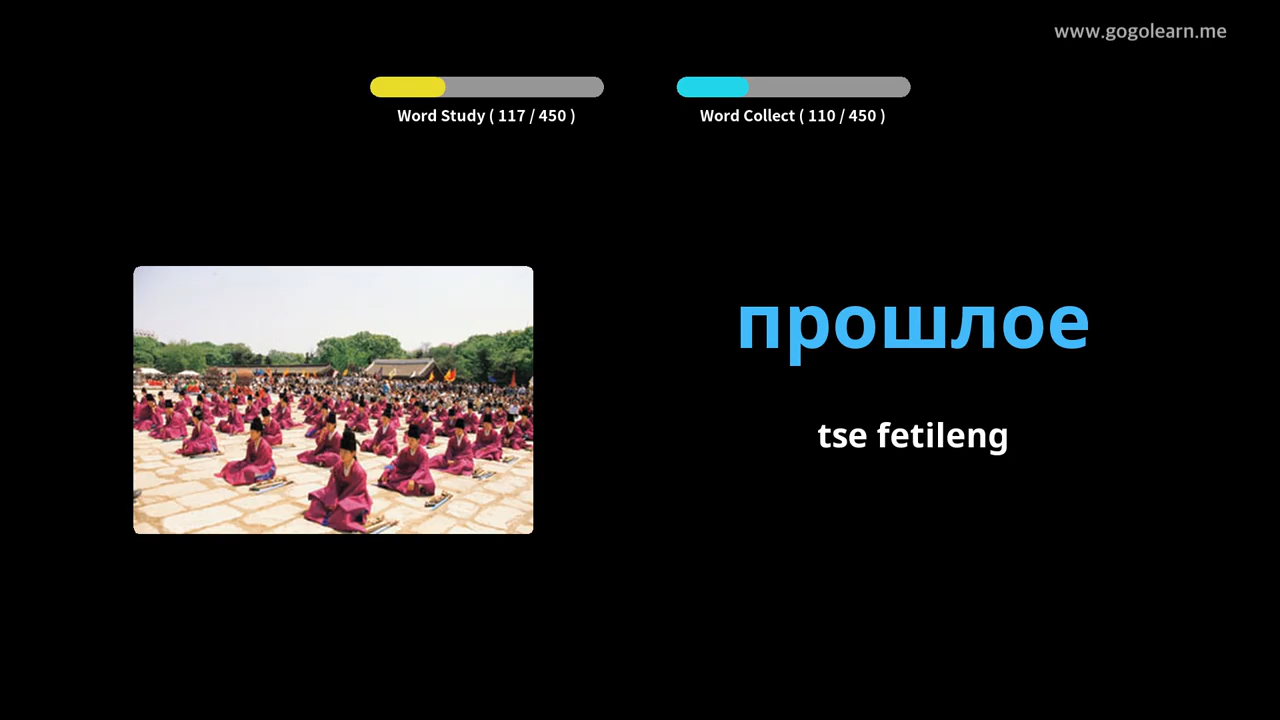 www.gogolearn.me
Word Study ( 117 / 450 )
Word Collect ( 110 / 450 )
прошлое
tse fetileng